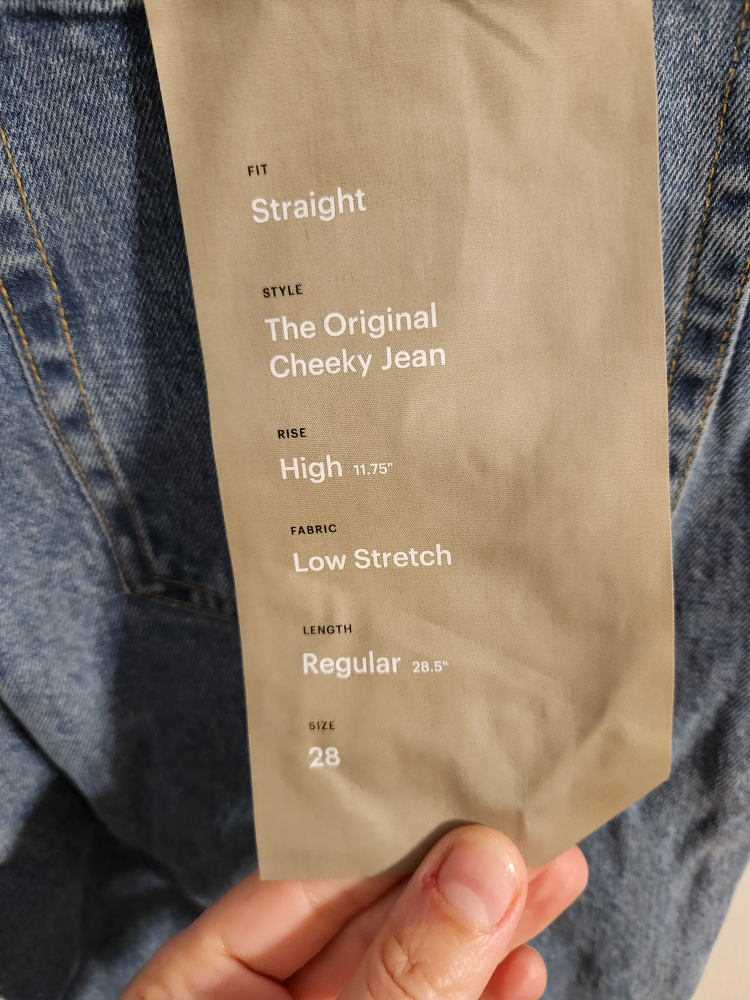 FIT
Straight
STYLE
The Original
Cheeky Jean
RISE
High 11.75"
FABRIC
Low Stretch
LENGTH
Regular 28.5"
SIZE
28